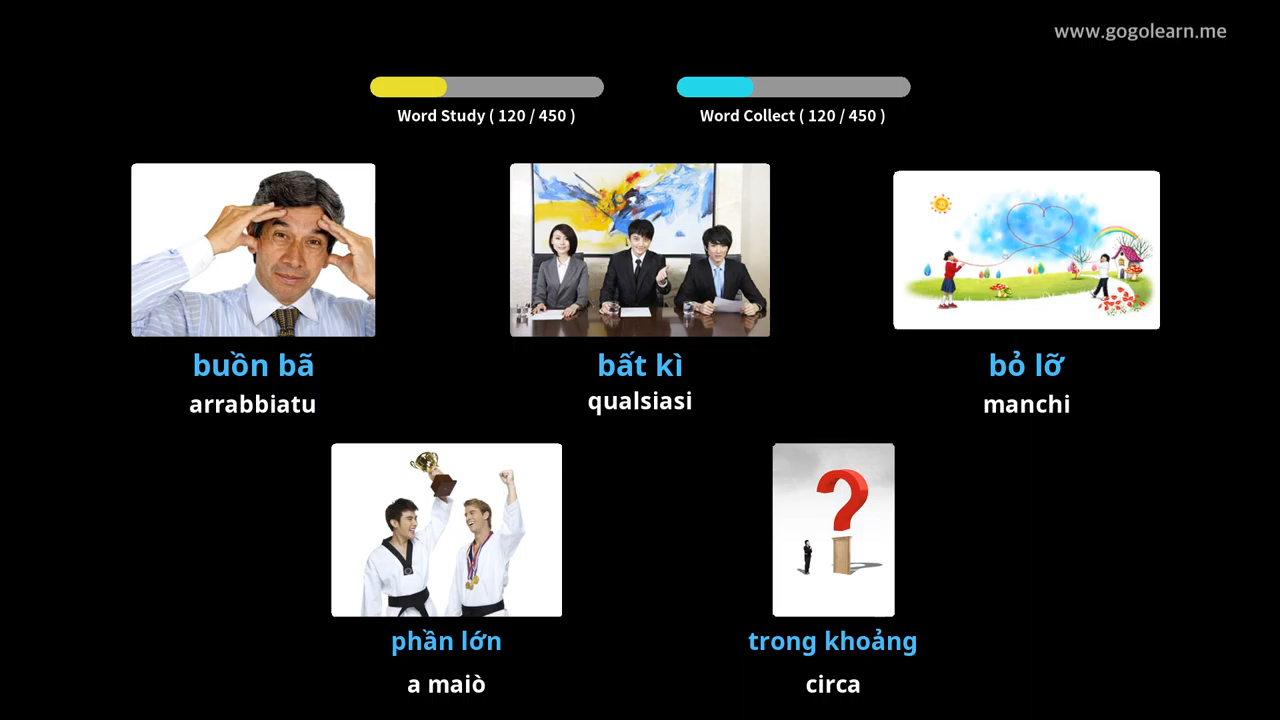 www.gogolearn.me
Word Study ( 120 / 450 )
Word Collect ( 120 / 450 )
buồn bã
arrabbiatu
bất kì
qualsiasi
bỏ lỡ
manchi
phần lớn
a maiò
trong khoảng
circa